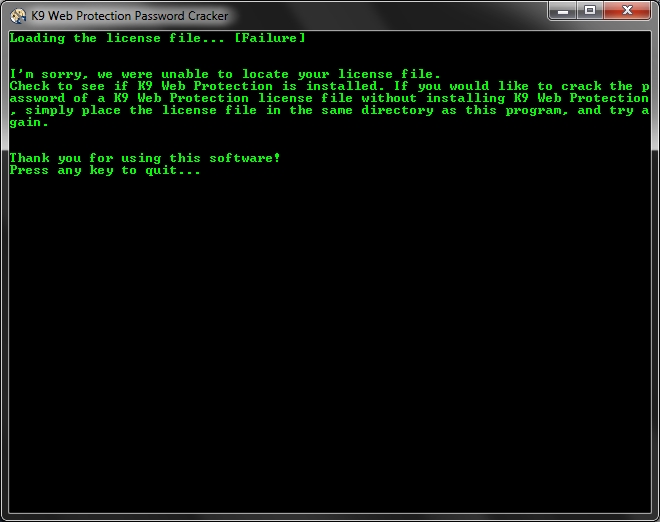 K9 Web Protection Password Cracker
Loading the license file... [Failure]
I'm sorry, we were unable to locate your license file.
Check to see if K9 Web Protection is installed. If you would like to crack the p
assword of a K9 Web Protection license file without installing K9 Web Protection
, simply place the license file in the same directory as this program, and try a
gain.
Thank you for using this software!
Press any key to quit...